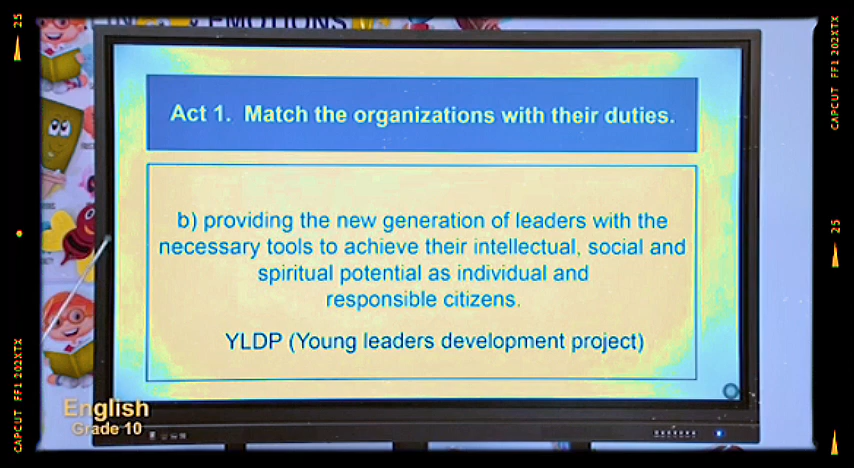 EMOTIONS
Act 1. Match the organizations with their duties.
b) providing the new generation of leaders with the
necessary tools to achieve their intellectual, social and
spiritual potential as individual and
responsible citizens.
YLDP (Young leaders development project)
English
Grade 10
25
CAPCUT FF1 202XTX
CAPCUT FF1 202XTX
25